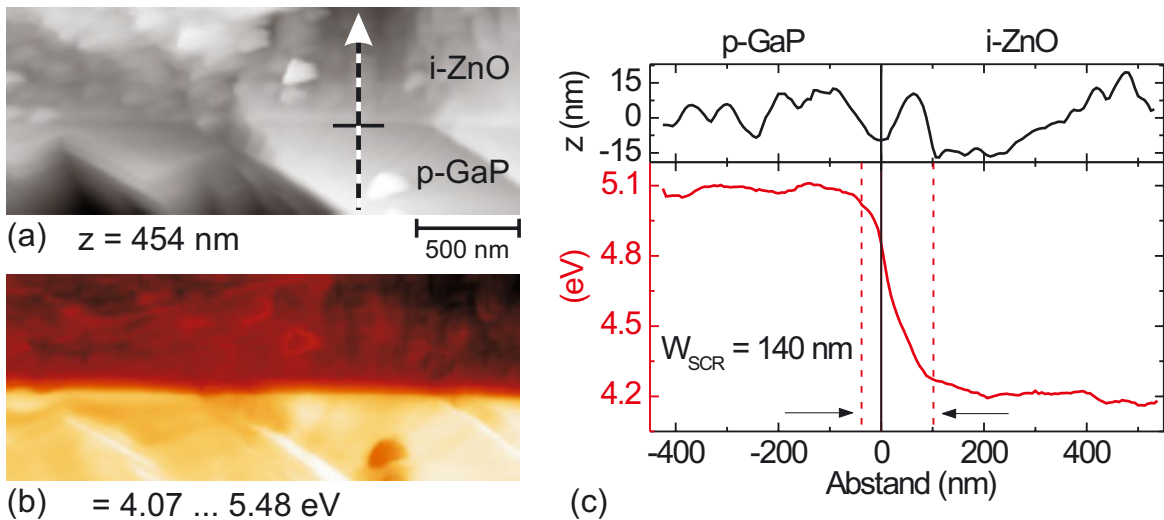 i-ZnO
p-GaP
(a) z = 454 nm
500 nm
(b) = 4.07 ... 5.48 eV
p-GaP i-ZnO
z (nm)
15
0
-15
(eV)
5.1
4.8
4.5
4.2
W_SCR = 140 nm
-400 -200 0 200 400
Abstand (nm)
(c)